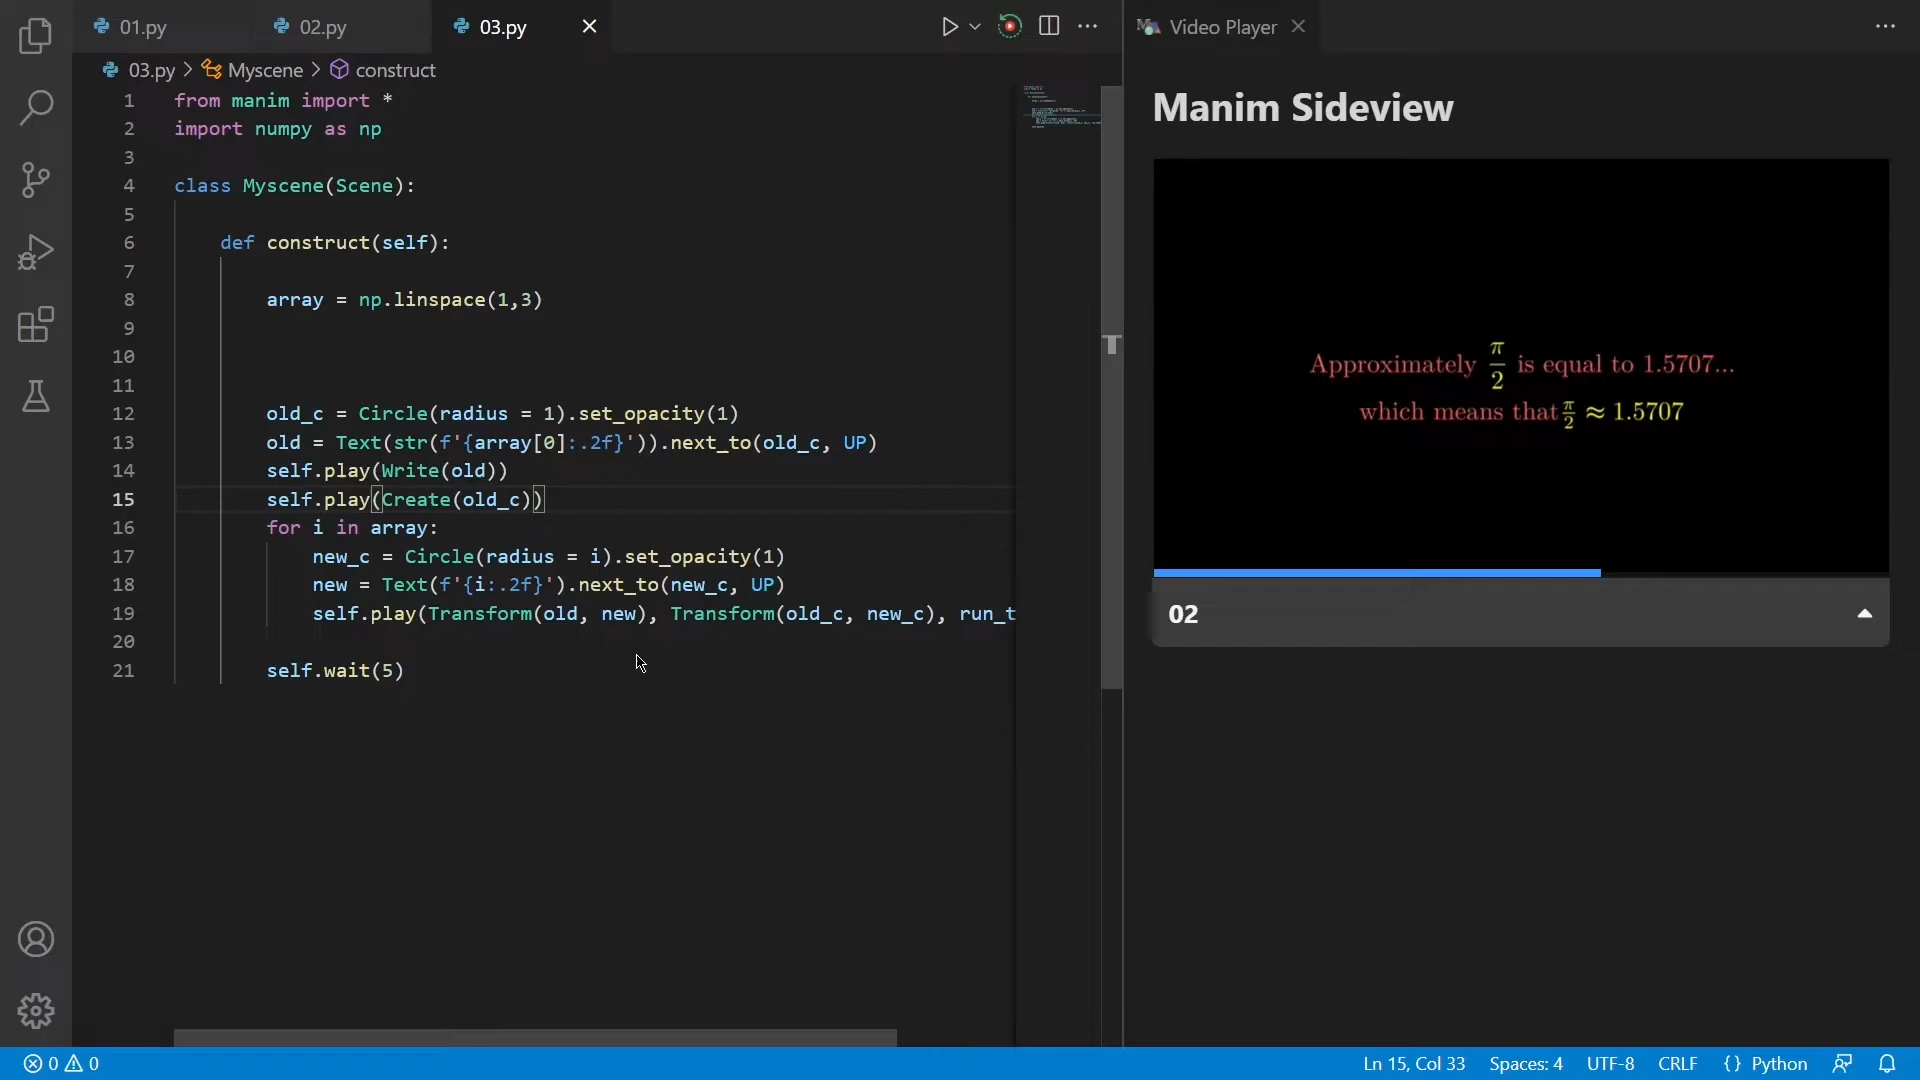 01.py 02.py 03.py
03.py > Myscene > construct
1 from manim import *
2 import numpy as np
3
4 class Myscene(Scene):
5
6 def construct(self):
7
8 array = np.linspace(1,3)
9
10
11
12 old_c = Circle(radius = 1).set_opacity(1)
13 old = Text(str(f'{array[0]:.2f}')).next_to(old_c, UP)
14 self.play(Write(old))
15 self.play(Create(old_c))
16 for i in array:
17 new_c = Circle(radius = i).set_opacity(1)
18 new = Text(f'{i:.2f}').next_to(new_c, UP)
19 self.play(Transform(old, new), Transform(old_c, new_c), run_t
20
21 self.wait(5)
Video Player
Manim Sideview
Approximately π/2 is equal to 1.5707...
which means that π/2 ≈ 1.5707
02
0 0
Ln 15, Col 33 Spaces: 4 UTF-8 CRLF {} Python